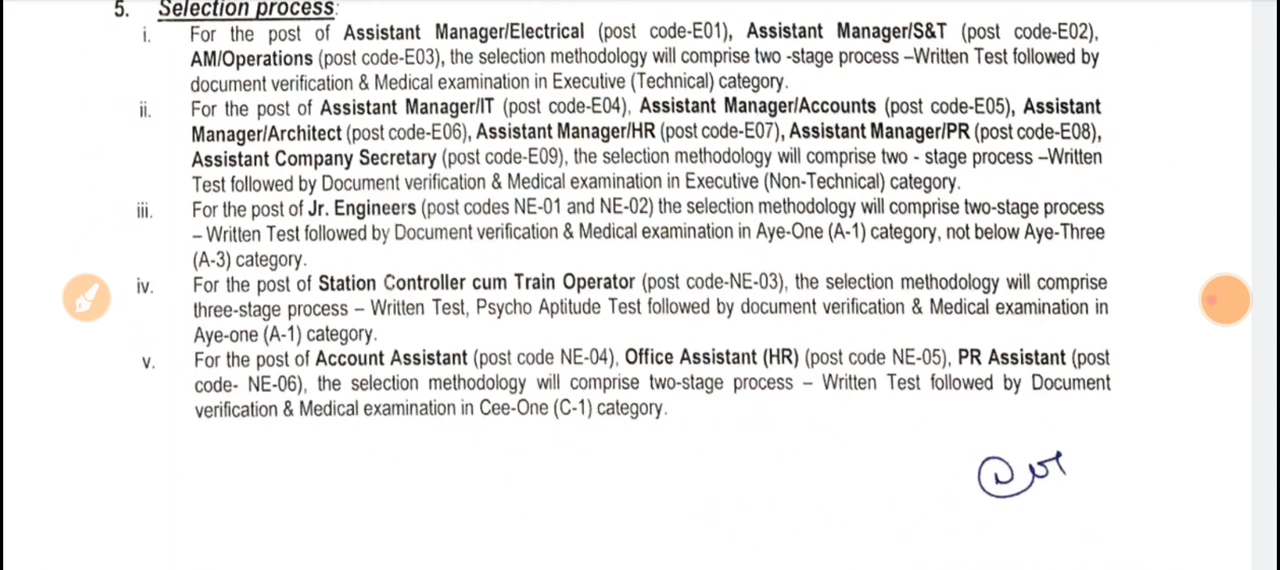 5. Selection process:
i. For the post of Assistant Manager/Electrical (post code-E01), Assistant Manager/S&T (post code-E02),
AM/Operations (post code-E03), the selection methodology will comprise two -stage process –Written Test followed by
document verification & Medical examination in Executive (Technical) category.
ii. For the post of Assistant Manager/IT (post code-E04), Assistant Manager/Accounts (post code-E05), Assistant
Manager/Architect (post code-E06), Assistant Manager/HR (post code-E07), Assistant Manager/PR (post code-E08),
Assistant Company Secretary (post code-E09), the selection methodology will comprise two - stage process –Written
Test followed by Document verification & Medical examination in Executive (Non-Technical) category.
iii. For the post of Jr. Engineers (post codes NE-01 and NE-02) the selection methodology will comprise two-stage process
– Written Test followed by Document verification & Medical examination in Aye-One (A-1) category, not below Aye-Three
(A-3) category.
iv. For the post of Station Controller cum Train Operator (post code-NE-03), the selection methodology will comprise
three-stage process – Written Test, Psycho Aptitude Test followed by document verification & Medical examination in
Aye-one (A-1) category.
v. For the post of Account Assistant (post code NE-04), Office Assistant (HR) (post code NE-05), PR Assistant (post
code- NE-06), the selection methodology will comprise two-stage process – Written Test followed by Document
verification & Medical examination in Cee-One (C-1) category.